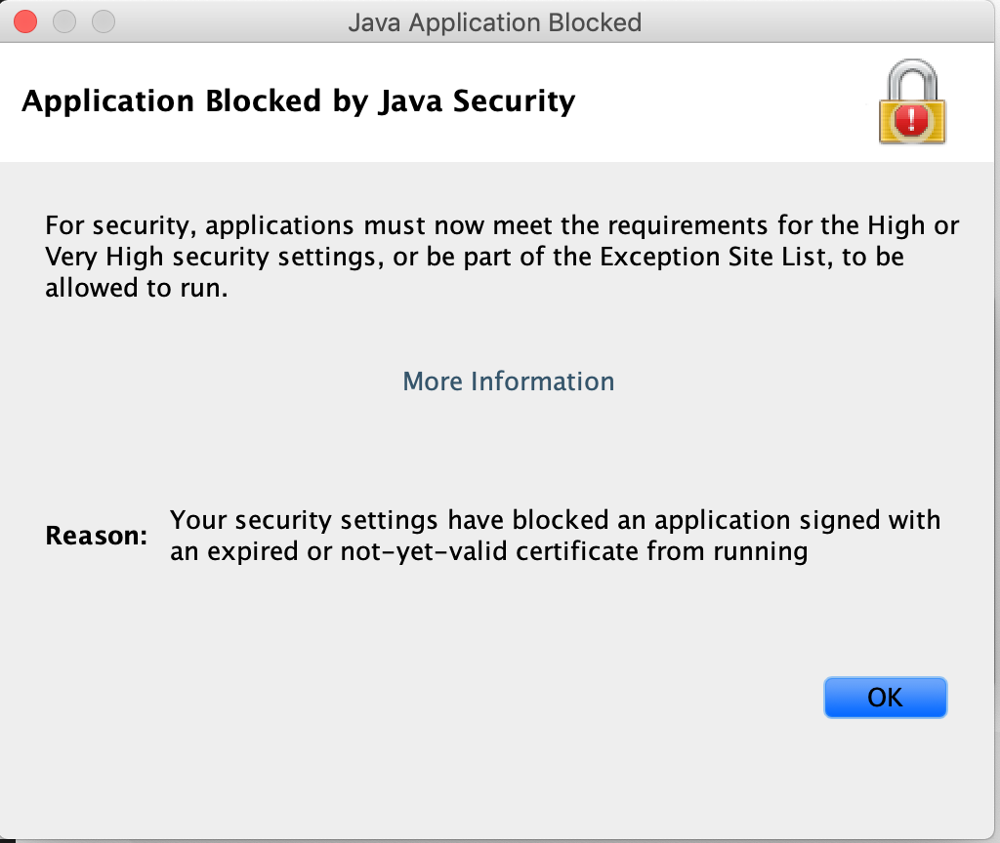 Java Application Blocked
Application Blocked by Java Security
For security, applications must now meet the requirements for the High or
Very High security settings, or be part of the Exception Site List, to be
allowed to run.
More Information
Reason:
Your security settings have blocked an application signed with
an expired or not-yet-valid certificate from running
OK